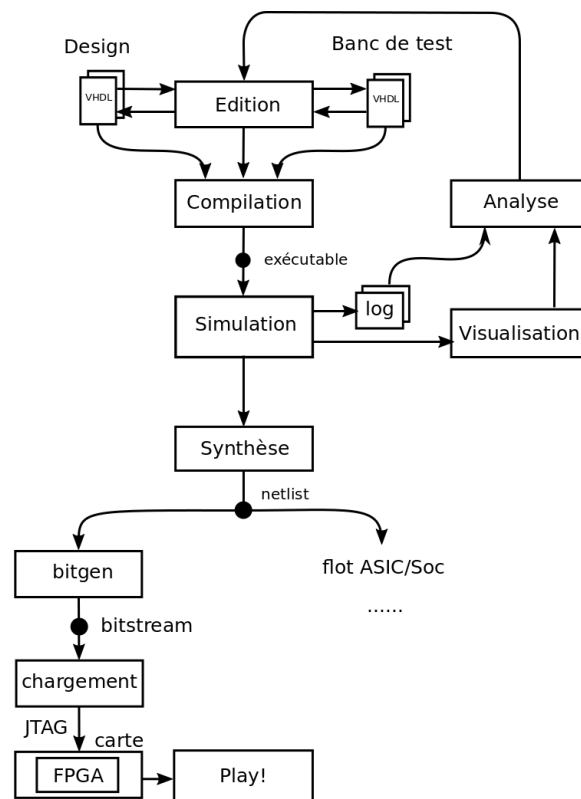 Design
Banc de test
VHDL
Edition
VHDL
Compilation
Analyse
exécutable
Simulation
log
Visualisation
Synthèse
netlist
bitgen
flot ASIC/Soc
......
bitstream
chargement
JTAG
carte
FPGA
Play!